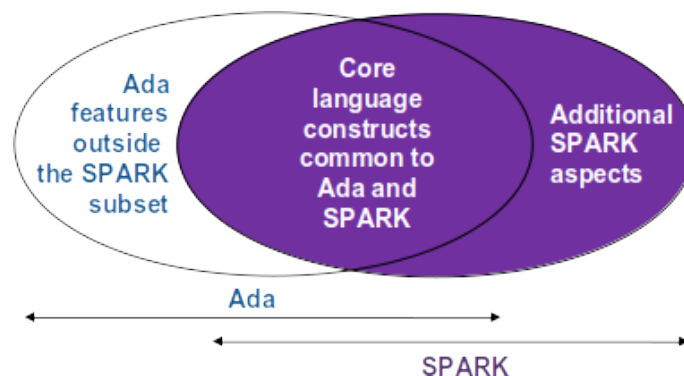 Ada
features
outside
the SPARK
subset
Core
language
constructs
common to
Ada and
SPARK
Additional
SPARK
aspects
Ada
SPARK